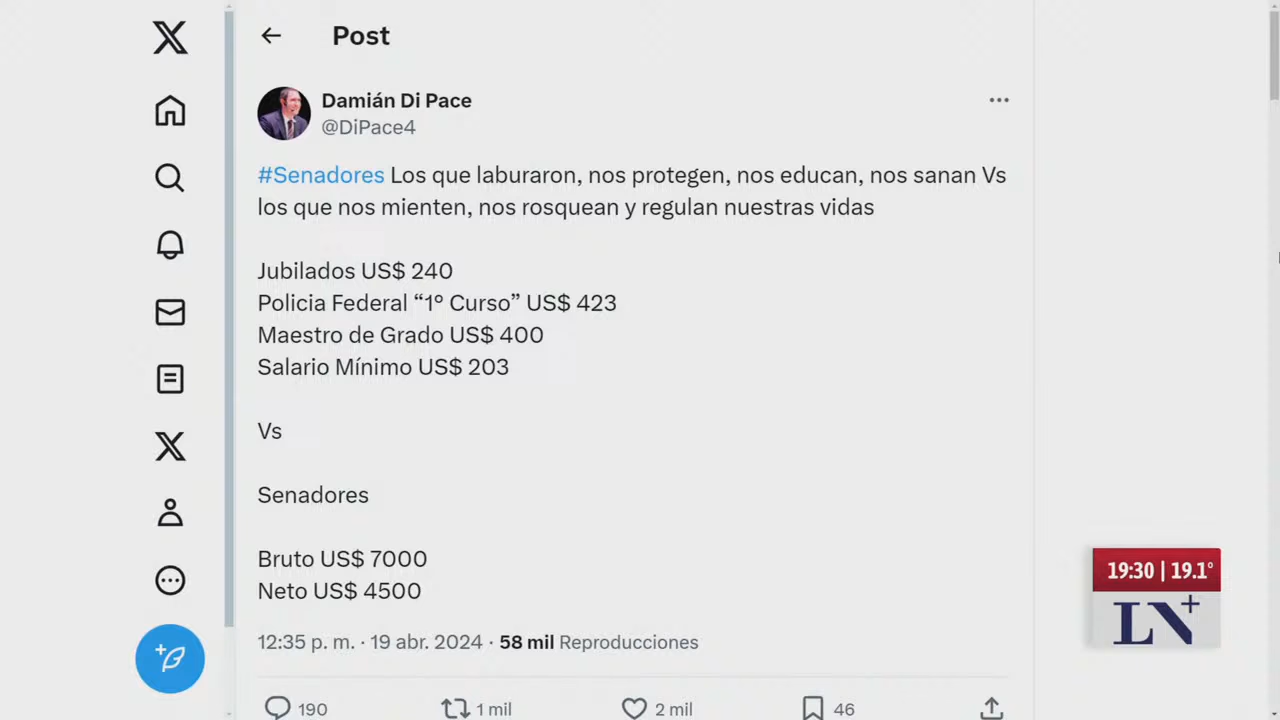 Post
Damián Di Pace
@DiPace4
#Senadores Los que laburaron, nos protegen, nos educan, nos sanan Vs
los que nos mienten, nos rosquean y regulan nuestras vidas
Jubilados US$ 240
Policia Federal “1º Curso” US$ 423
Maestro de Grado US$ 400
Salario Mínimo US$ 203
Vs
Senadores
Bruto US$ 7000
Neto US$ 4500
12:35 p. m. · 19 abr. 2024 · 58 mil Reproducciones
190 1 mil 2 mil 46
19:30 | 19.1º
LN+